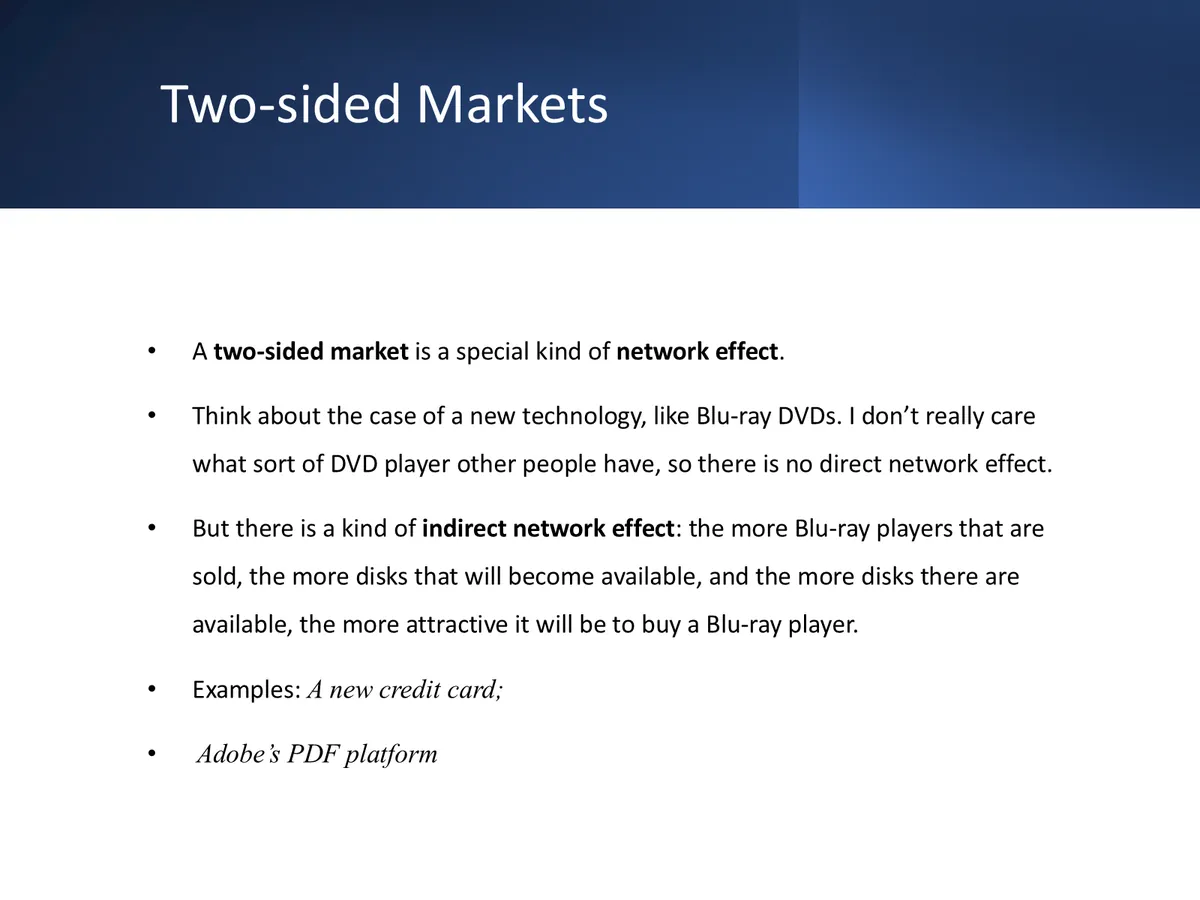 Two-sided Markets
• A two-sided market is a special kind of network effect.
• Think about the case of a new technology, like Blu-ray DVDs. I don’t really care
what sort of DVD player other people have, so there is no direct network effect.
• But there is a kind of indirect network effect: the more Blu-ray players that are
sold, the more disks that will become available, and the more disks there are
available, the more attractive it will be to buy a Blu-ray player.
• Examples: A new credit card;
• Adobe’s PDF platform